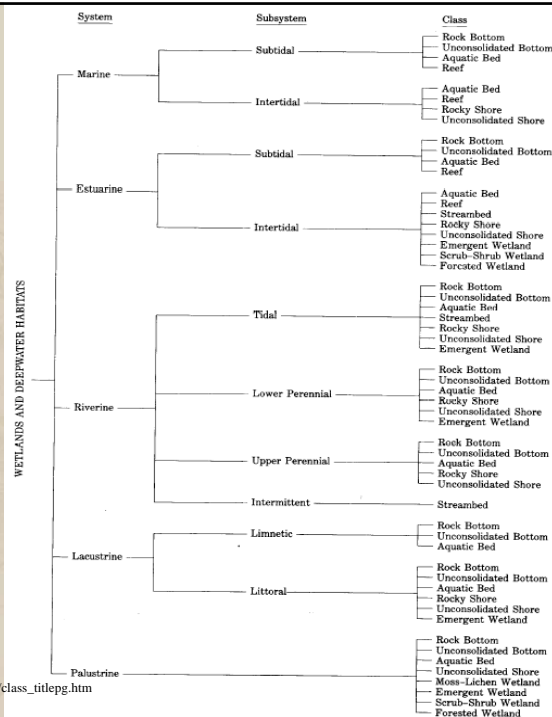 System Subsystem Class
Rock Bottom
Unconsolidated Bottom
Subtidal
Aquatic Bed
Reef
Marine
Aquatic Bed
Reef
Intertidal
Rocky Shore
Unconsolidated Shore
Rock Bottom
Unconsolidated Bottom
Subtidal
Aquatic Bed
Reef
Estuarine
Aquatic Bed
Reef
Streambed
Rocky Shore
Intertidal
Unconsolidated Shore
Emergent Wetland
Scrub-Shrub Wetland
Forested Wetland
WETLANDS AND DEEPWATER HABITATS
Rock Bottom
Unconsolidated Bottom
Aquatic Bed
Tidal
Streambed
Rocky Shore
Unconsolidated Shore
Emergent Wetland
Rock Bottom
Unconsolidated Bottom
Aquatic Bed
Lower Perennial
Rocky Shore
Unconsolidated Shore
Emergent Wetland
Riverine
Rock Bottom
Unconsolidated Bottom
Upper Perennial
Aquatic Bed
Rocky Shore
Unconsolidated Shore
Intermittent Streambed
Rock Bottom
Limnetic
Unconsolidated Bottom
Aquatic Bed
Lacustrine
Rock Bottom
Unconsolidated Bottom
Aquatic Bed
Littoral
Rocky Shore
Unconsolidated Shore
Emergent Wetland
Rock Bottom
Unconsolidated Bottom
Aquatic Bed
Palustrine
Unconsolidated Shore
Moss-Lichen Wetland
Emergent Wetland
Scrub-Shrub Wetland
Forested Wetland
/class_titlepg.htm